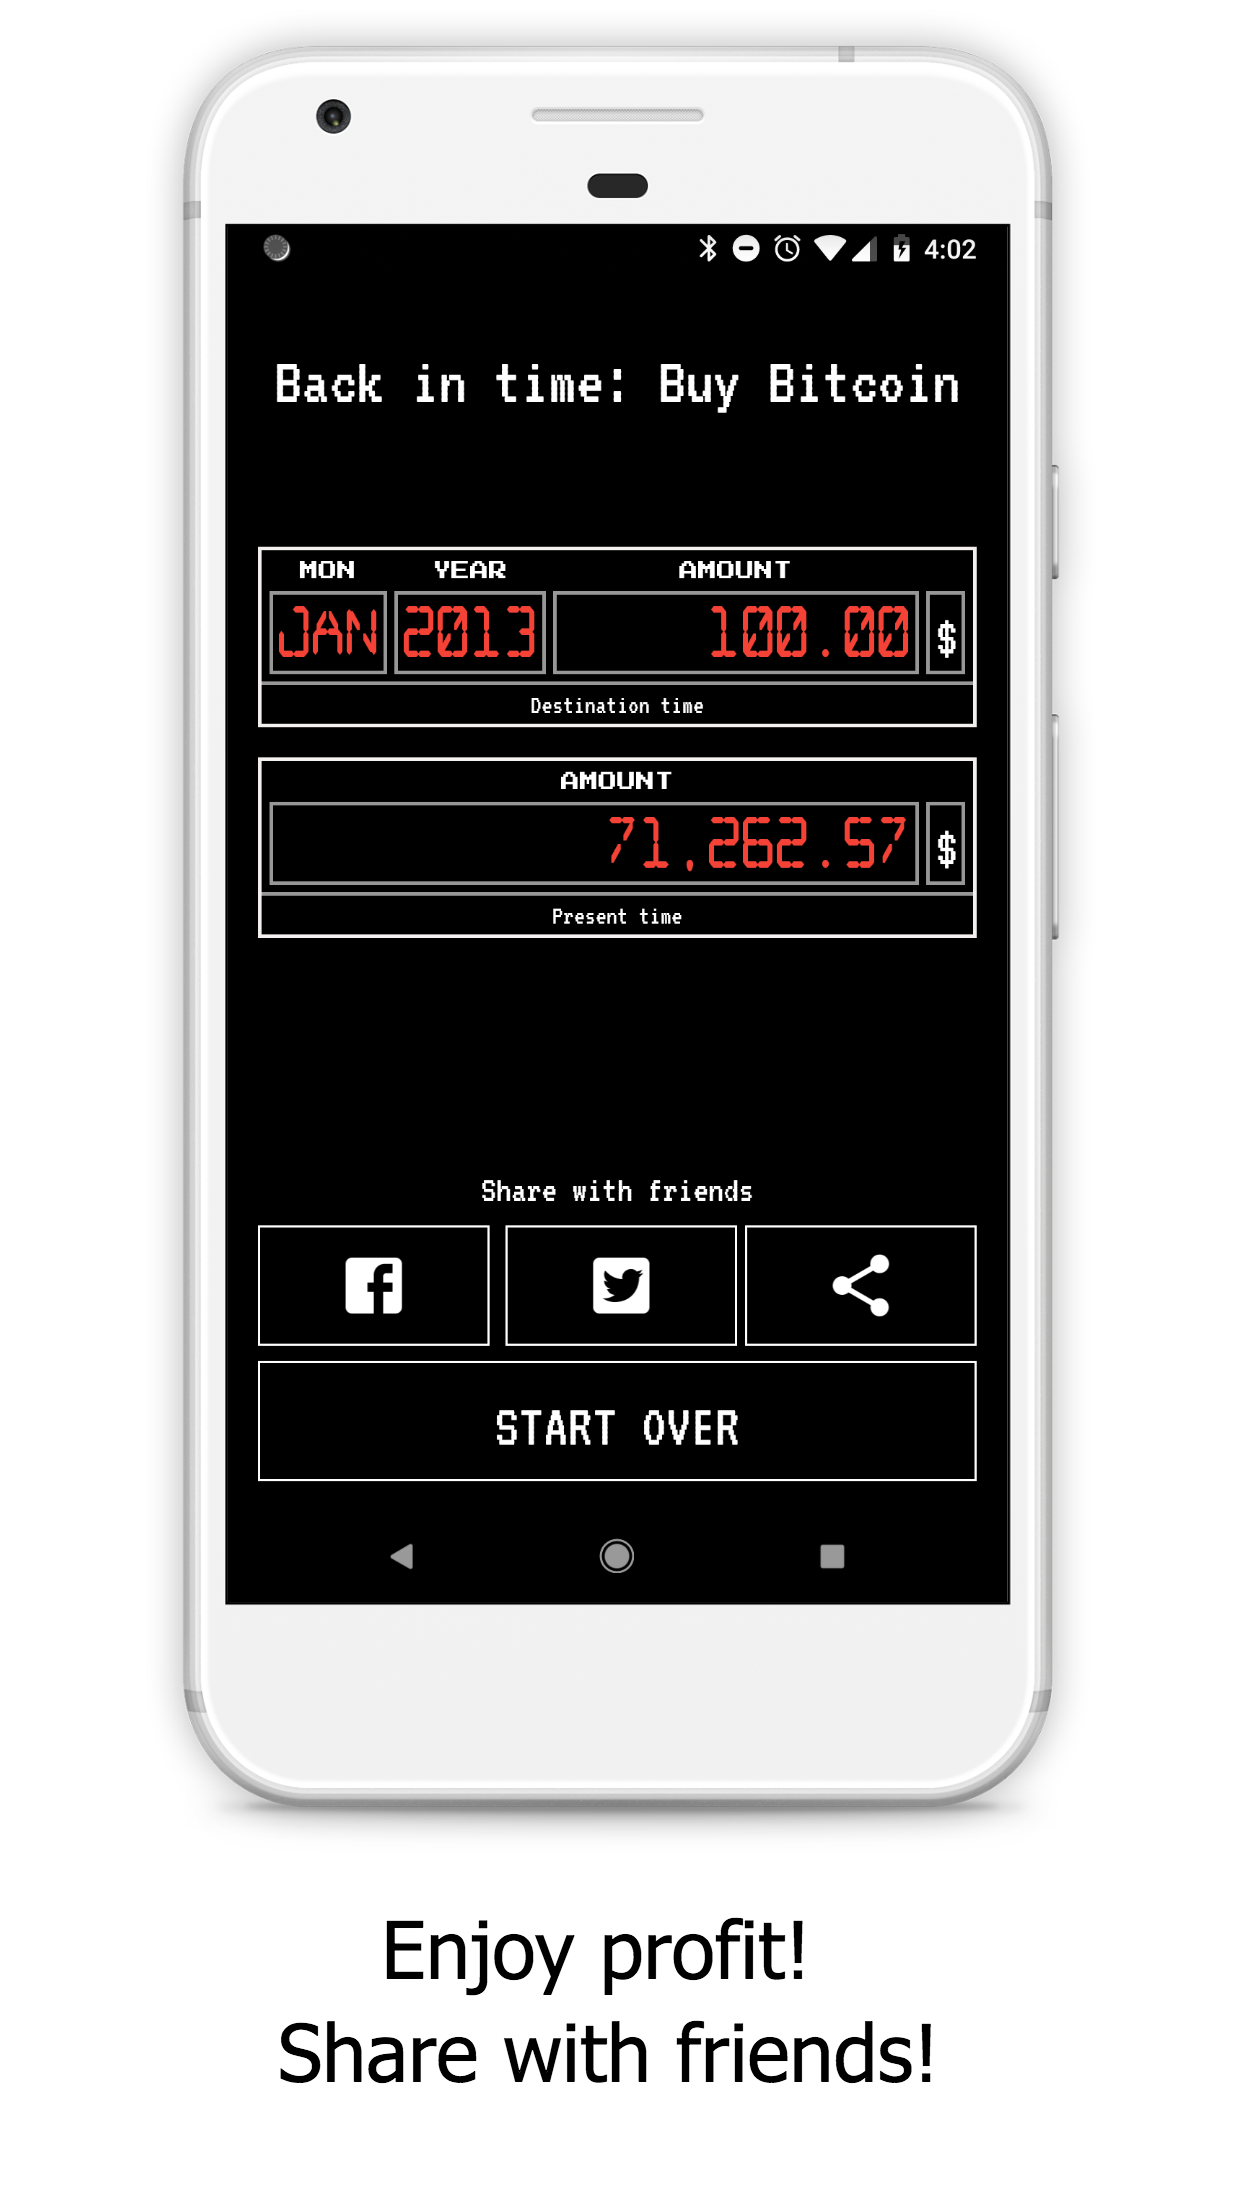 4:02
Back in time: Buy Bitcoin
MON YEAR AMOUNT
JAN 2013 100.00 $
Destination time
AMOUNT
71,262.57 $
Present time
Share with friends
START OVER
Enjoy profit!
Share with friends!